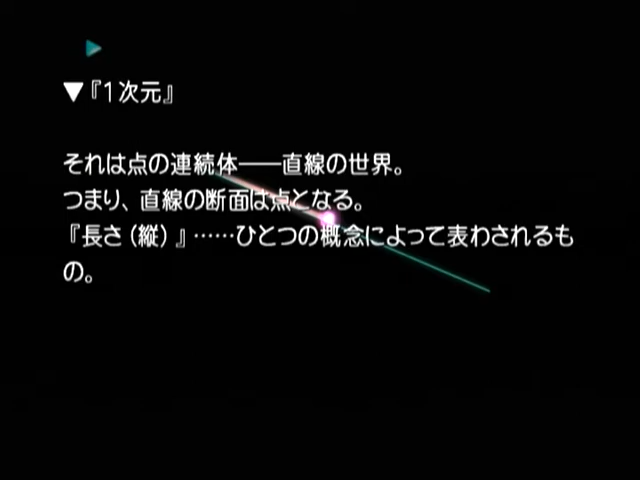 ▼『1次元』
それは点の連続体――直線の世界。
つまり、直線の断面は点となる。
『長さ（縦）』……ひとつの概念によって表わされるも
の。